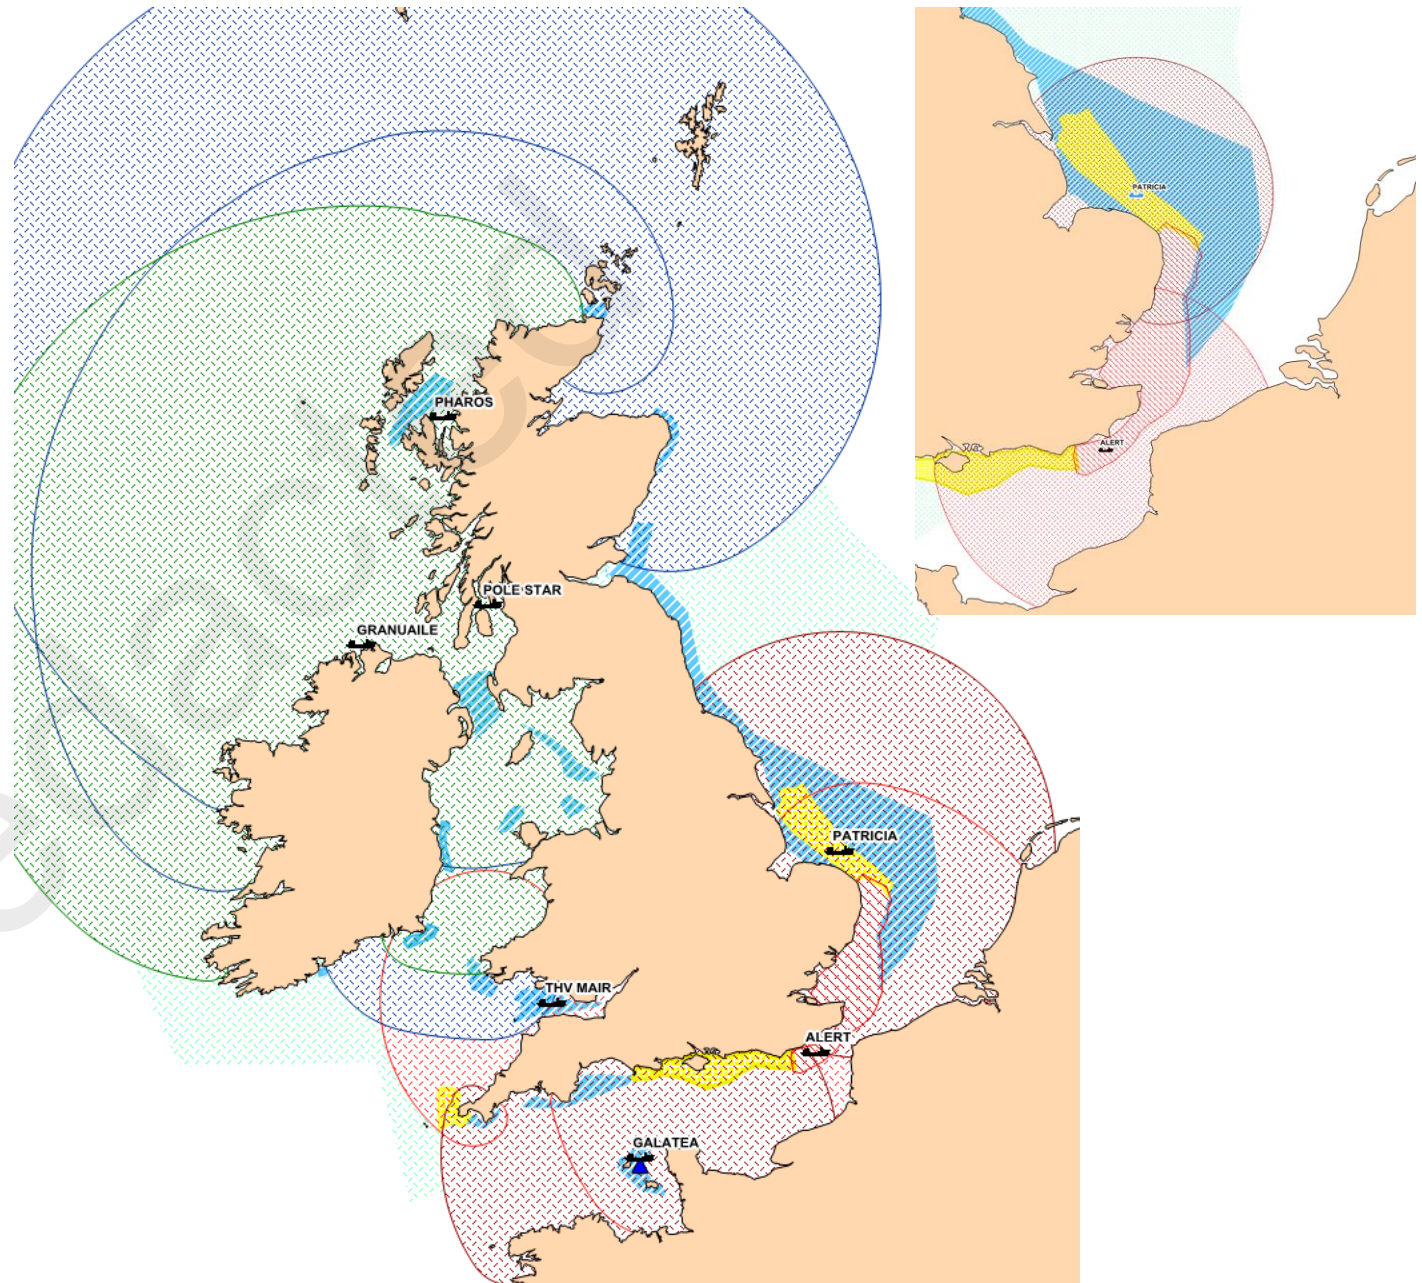 PATRICIA
ALERT
PHAROS
POLE STAR
GRANUAILE
PATRICIA
THV MAIR
ALERT
GALATEA